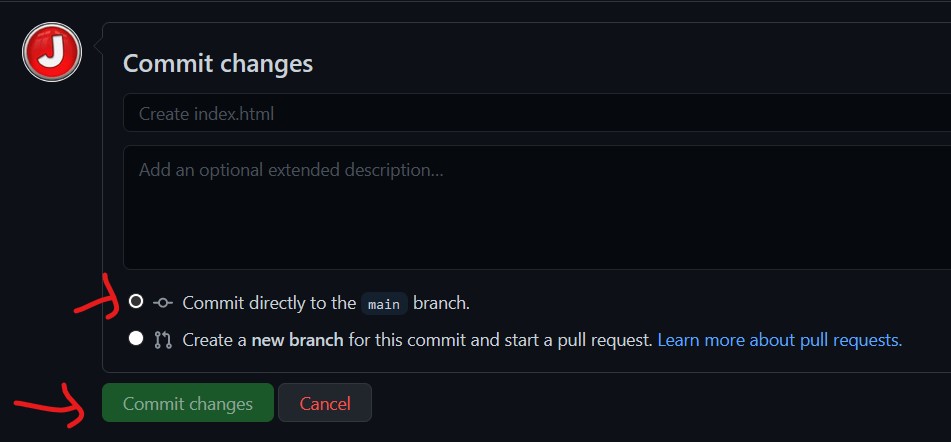 J
Commit changes
Create index.html
Add an optional extended description...
Commit directly to the main branch.
Create a new branch for this commit and start a pull request. Learn more about pull requests.
Commit changes Cancel